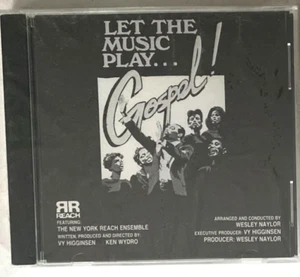 LET THE
MUSIC
PLAY...
Gospel!
RR
REACH
FEATURING:
THE NEW YORK REACH ENSEMBLE
WRITTEN, PRODUCED AND DIRECTED BY:
VY HIGGINSEN KEN WYDRO
ARRANGED AND CONDUCTED BY
WESLEY NAYLOR
EXECUTIVE PRODUCER: VY HIGGINSEN
PRODUCER: WESLEY NAYLOR